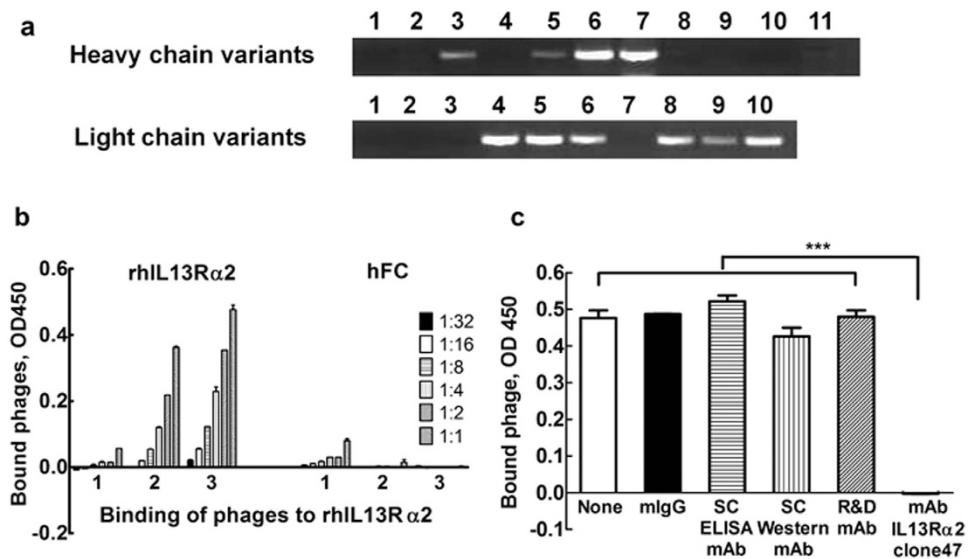 a
1 2 3 4 5 6 7 8 9 10 11
Heavy chain variants
1 2 3 4 5 6 7 8 9 10
Light chain variants
b
rhIL13Rα2 hFC
Bound phages, OD450
0.6
0.4
0.2
0.0
-0.2
1:32
1:16
1:8
1:4
1:2
1:1
1 2 3 1 2 3
Binding of phages to rhIL13Rα2
c
***
Bound phage, OD 450
0.6
0.5
0.4
0.3
0.2
0.1
0.0
-0.1
None mIgG SC ELISA mAb SC Western mAb R&D mAb mAb IL13Rα2 clone47